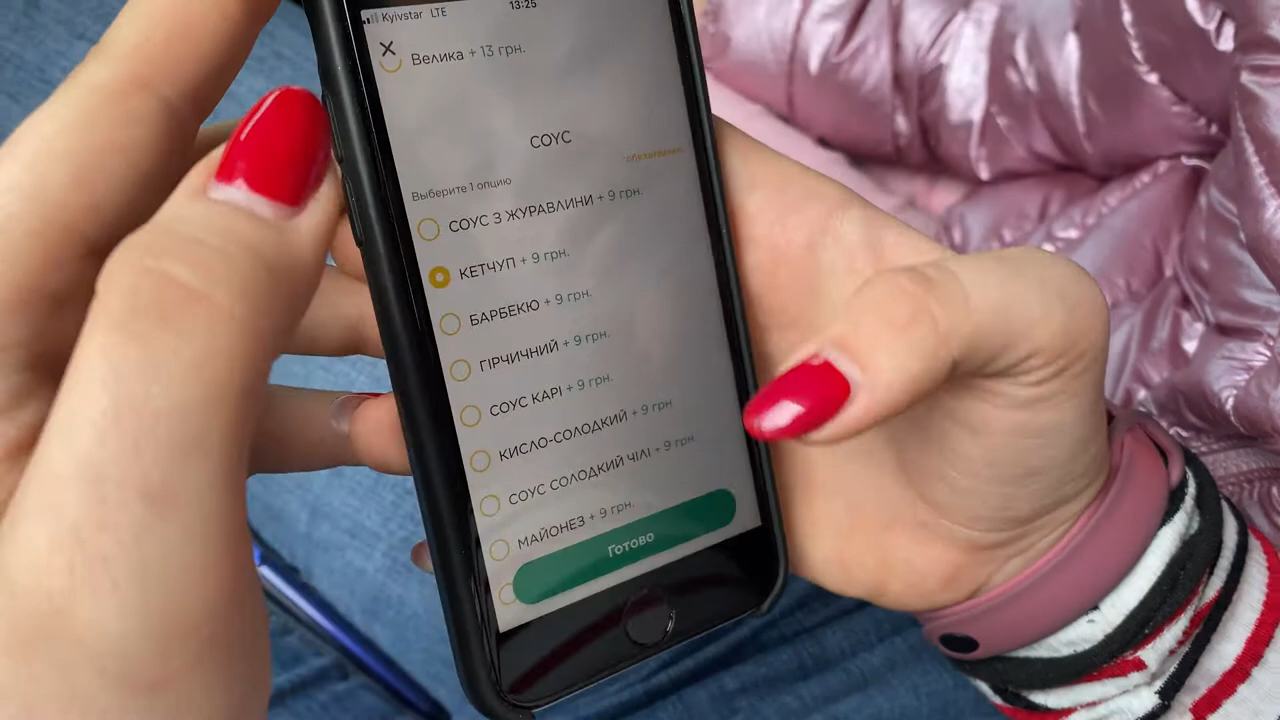 Kyivstar LTE 13:25
Велика + 13 грн.
СОУС
Выберите 1 опцию
СОУС З ЖУРАВЛИНИ + 9 грн.
КЕТЧУП + 9 грн.
БАРБЕКЮ + 9 грн.
ГІРЧИЧНИЙ + 9 грн.
СОУС КАРІ + 9 грн.
КИСЛО-СОЛОДКИЙ + 9 грн
СОУС СОЛОДКИЙ ЧІЛІ + 9 грн.
МАЙОНЕЗ + 9 грн.
Готово